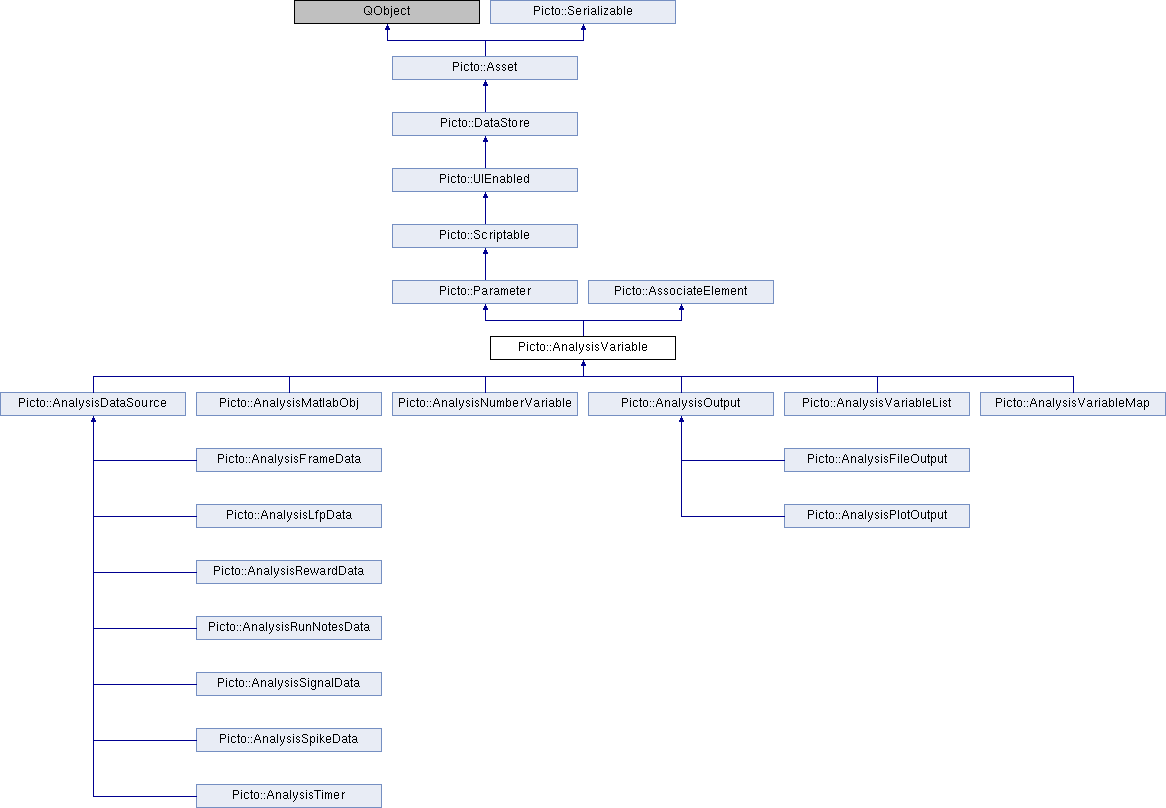 QObject
Picto::Serializable
Picto::Asset
Picto::DataStore
Picto::UIEnabled
Picto::Scriptable
Picto::Parameter
Picto::AssociateElement
Picto::AnalysisVariable
Picto::AnalysisDataSource
Picto::AnalysisMatlabObj
Picto::AnalysisNumberVariable
Picto::AnalysisOutput
Picto::AnalysisVariableList
Picto::AnalysisVariableMap
Picto::AnalysisFrameData
Picto::AnalysisFileOutput
Picto::AnalysisLfpData
Picto::AnalysisPlotOutput
Picto::AnalysisRewardData
Picto::AnalysisRunNotesData
Picto::AnalysisSignalData
Picto::AnalysisSpikeData
Picto::AnalysisTimer